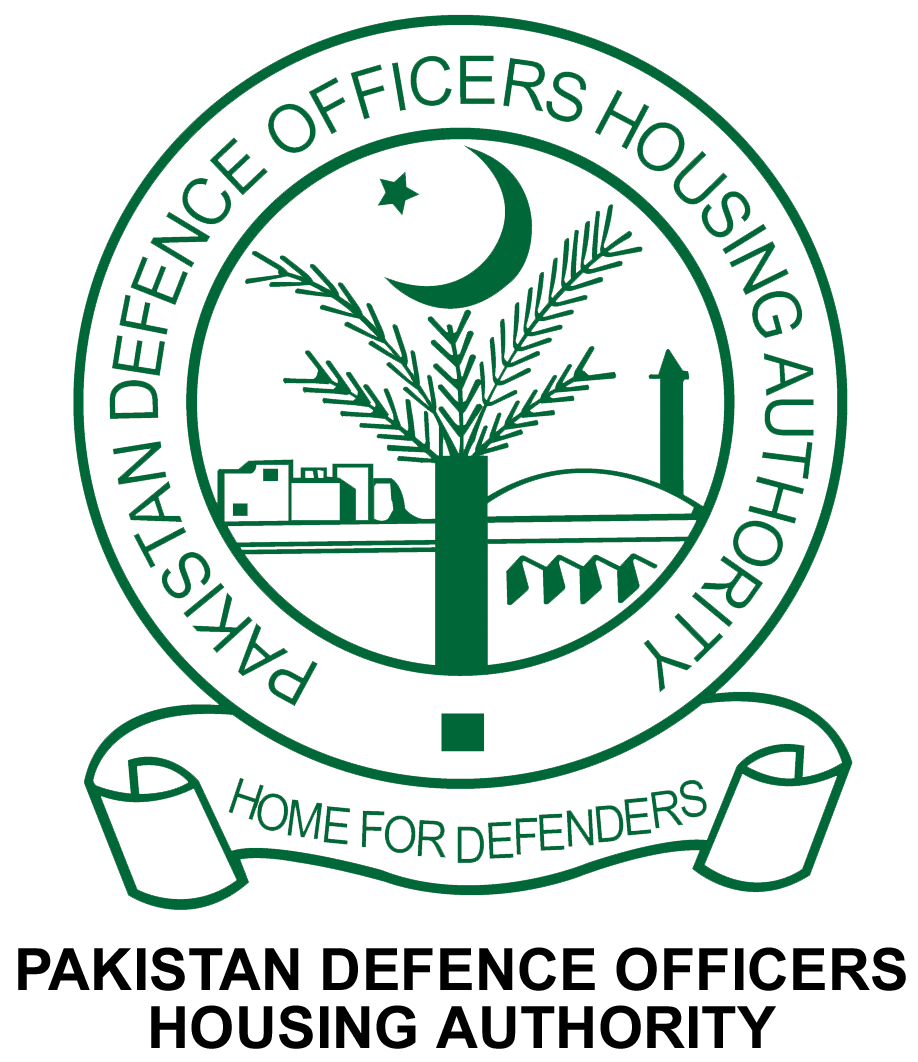 PAKISTAN DEFENCE OFFICERS HOUSING AUTHORITY
HOME FOR DEFENDERS
PAKISTAN DEFENCE OFFICERS
HOUSING AUTHORITY